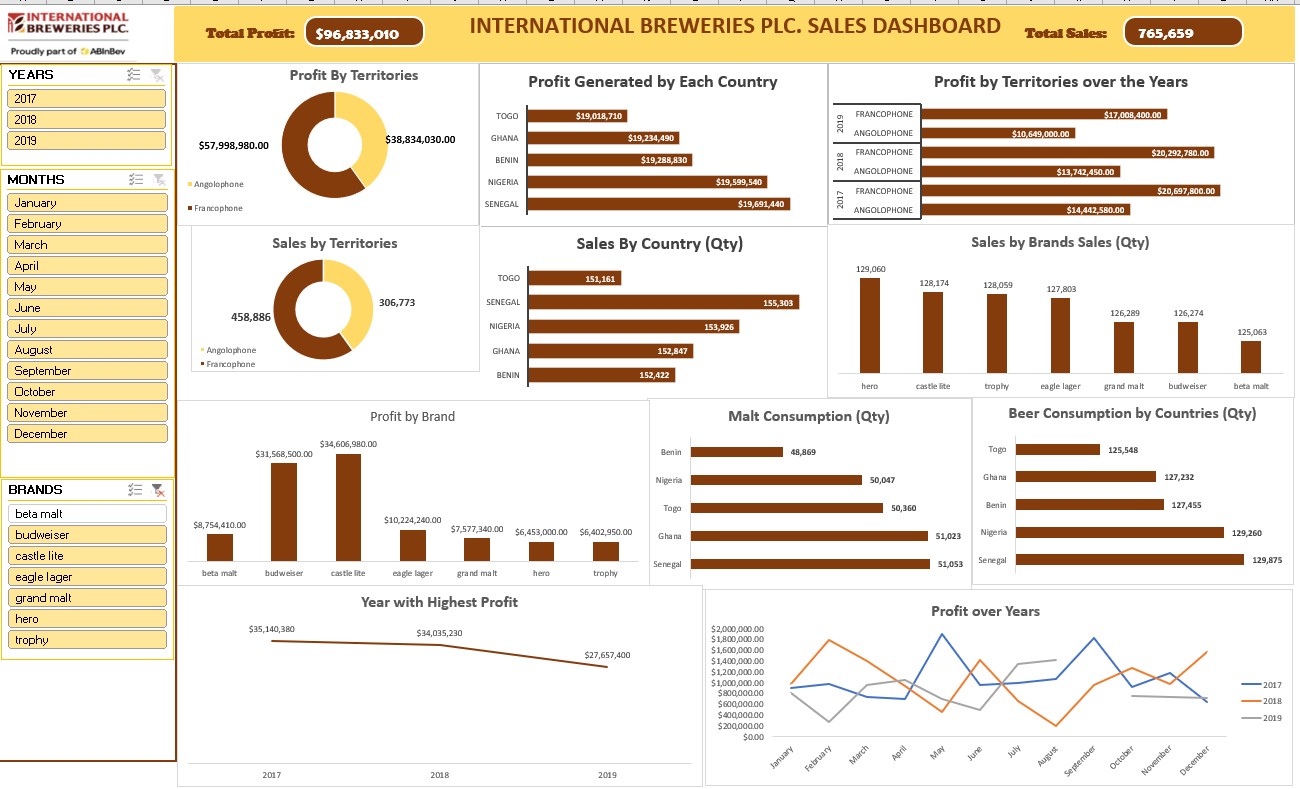 INTERNATIONAL
BREWERIES PLC.
Proudly part of ABInBev
Total Profit:
$96,833,010
INTERNATIONAL BREWERIES PLC. SALES DASHBOARD
Total Sales:
765,659
YEARS
2017
2018
2019
MONTHS
January
February
March
April
May
June
July
August
September
October
November
December
BRANDS
beta malt
budweiser
castle lite
eagle lager
grand malt
hero
trophy
Profit By Territories
$57,998,980.00
$38,834,030.00
Angolophone
Francophone
Profit Generated by Each Country
TOGO $19,018,710
GHANA $19,234,490
BENIN $19,288,830
NIGERIA $19,599,540
SENEGAL $19,691,440
Profit by Territories over the Years
2019
FRANCOPHONE $17,008,400.00
ANGOLOPHONE $10,649,000.00
2018
FRANCOPHONE $20,292,780.00
ANGOLOPHONE $13,742,450.00
2017
FRANCOPHONE $20,697,800.00
ANGOLOPHONE $14,442,580.00
Sales by Territories
458,886
306,773
Angolophone
Francophone
Sales By Country (Qty)
TOGO 151,161
SENEGAL 155,303
NIGERIA 153,926
GHANA 152,847
BENIN 152,422
Sales by Brands Sales (Qty)
129,060 128,174 128,059 127,803 126,289 126,274 125,063
hero castle lite trophy eagle lager grand malt budweiser beta malt
Profit by Brand
$8,754,410.00 $31,568,500.00 $34,606,980.00 $10,224,240.00 $7,577,340.00 $6,453,000.00 $6,402,950.00
beta malt budweiser castle lite eagle lager grand malt hero trophy
Malt Consumption (Qty)
Benin 48,869
Nigeria 50,047
Togo 50,360
Ghana 51,023
Senegal 51,053
Beer Consumption by Countries (Qty)
Togo 125,548
Ghana 127,232
Benin 127,455
Nigeria 129,260
Senegal 129,875
Year with Highest Profit
$35,140,380 $34,035,230 $27,657,400
2017 2018 2019
Profit over Years
$2,000,000.00
$1,800,000.00
$1,600,000.00
$1,400,000.00
$1,200,000.00
$1,000,000.00
$800,000.00
$600,000.00
$400,000.00
$200,000.00
$0.00
January February March April May June July August September October November December
2017
2018
2019